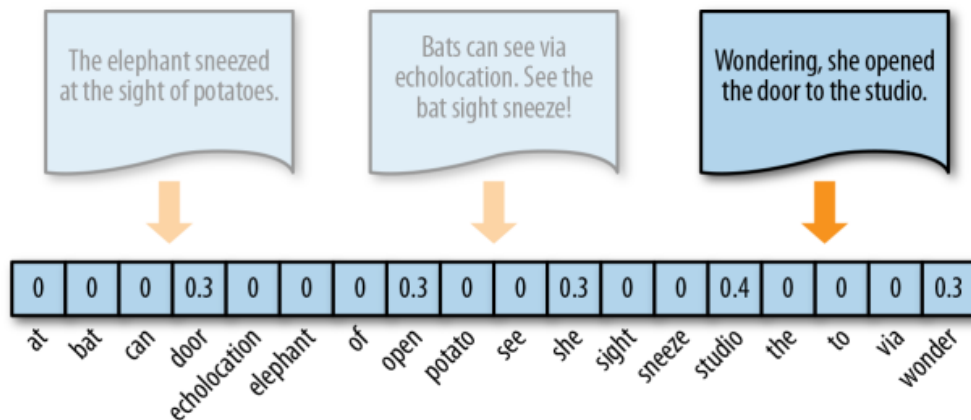 The elephant sneezed
at the sight of potatoes.
Bats can see via
echolocation. See the
bat sight sneeze!
Wondering, she opened
the door to the studio.
0 0 0 0.3 0 0 0 0.3 0 0 0.3 0 0 0.4 0 0 0 0.3
at bat can door echolocation elephant of open potato see she sight sneeze studio the to via wonder